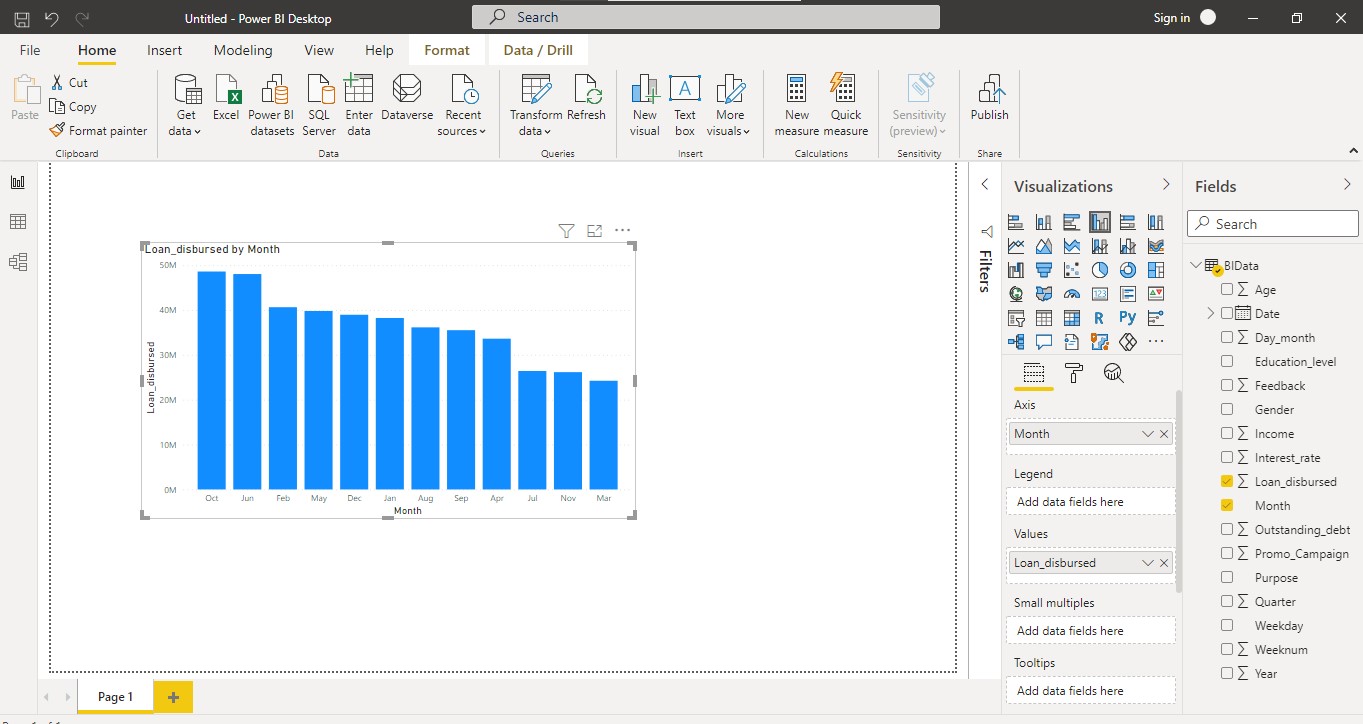 Untitled - Power BI Desktop
Search
Sign in
File
Home
Insert
Modeling
View
Help
Format
Data / Drill
Paste
Cut
Copy
Format painter
Clipboard
Get
data
Excel
Power BI
datasets
SQL
Server
Enter
data
Dataverse
Recent
sources
Data
Transform
data
Refresh
Queries
New
visual
Text
box
More
visuals
Insert
New
measure
Quick
measure
Calculations
Sensitivity
(preview)
Sensitivity
Publish
Share
Loan_disbursed by Month
Loan_disbursed
50M
40M
30M
20M
10M
0M
Oct Jun Feb May Dec Jan Aug Sep Apr Jul Nov Mar
Month
Filters
Visualizations
123
R
Py
Axis
Month
Legend
Add data fields here
Values
Loan_disbursed
Small multiples
Add data fields here
Tooltips
Add data fields here
Fields
Search
BIData
Age
Date
Day_month
Education_level
Feedback
Gender
Income
Interest_rate
Loan_disbursed
Month
Outstanding_debt
Promo_Campaign
Purpose
Quarter
Weekday
Weeknum
Year
Page 1